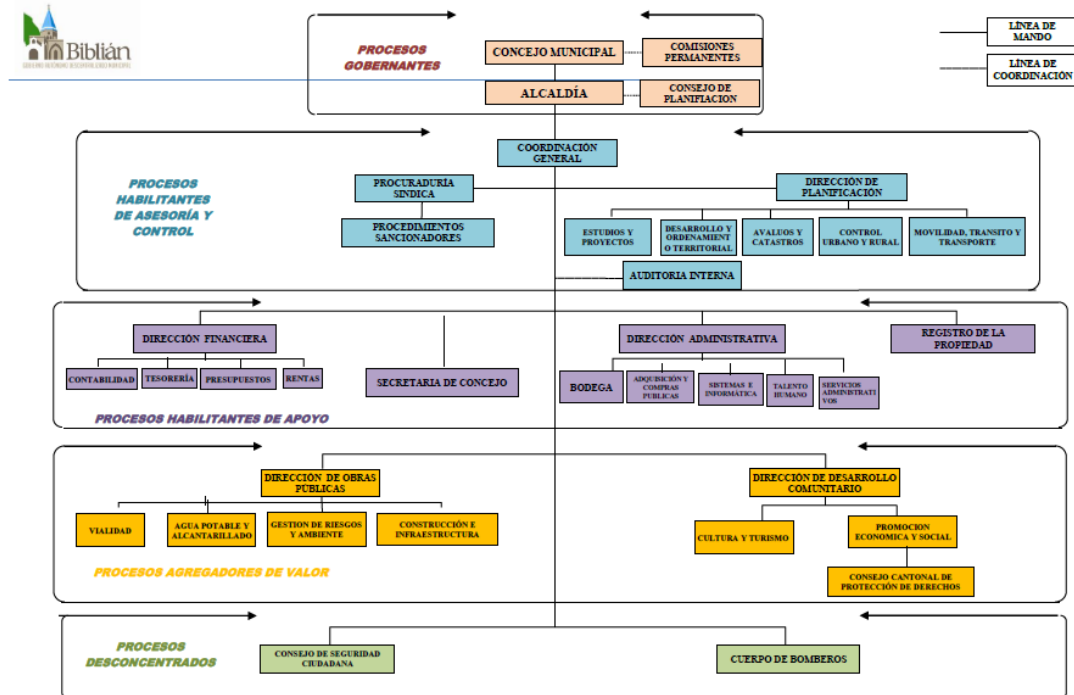 Biblián
LÍNEA DE
MANDO
LÍNEA DE
COORDINACIÓN
PROCESOS
GOBERNANTES
CONCEJO MUNICIPAL
COMISIONES
PERMANENTES
ALCALDÍA
CONSEJO DE
PLANIFIACION
COORDINACIÓN
GENERAL
PROCESOS
HABILITANTES
DE ASESORÍA Y
CONTROL
PROCURADURÍA
SINDICA
DIRECCIÓN DE
PLANIFICACIÓN
PROCEDIMIENTOS
SANCIONADORES
ESTUDIOS Y
PROYECTOS
DESARROLLO Y
ORDENAMIENT
O TERRITORIAL
AVALUOS Y
CATASTROS
CONTROL
URBANO Y RURAL
MOVILIDAD, TRANSITO Y
TRANSPORTE
AUDITORIA INTERNA
DIRECCIÓN FINANCIERA
DIRECCIÓN ADMINISTRATIVA
REGISTRO DE LA
PROPIEDAD
CONTABILIDAD
TESORERÍA
PRESUPUESTOS
RENTAS
SECRETARIA DE CONCEJO
BODEGA
ADQUISICIÓN Y
COMPRAS
PUBLICAS
SISTEMAS E
INFORMÁTICA
TALENTO
HUMANO
SERVICIOS
ADMINISTRATI
VOS
PROCESOS HABILITANTES DE APOYO
DIRECCIÓN DE OBRAS
PÚBLICAS
DIRECCIÓN DE DESARROLLO
COMUNITARIO
VIALIDAD
AGUA POTABLE Y
ALCANTARILLADO
GESTION DE RIESGOS
Y AMBIENTE
CONSTRUCCIÓN E
INFRAESTRUCTURA
CULTURA Y TURISMO
PROMOCION
ECONOMICA Y SOCIAL
PROCESOS AGREGADORES DE VALOR
CONSEJO CANTONAL DE
PROTECCIÓN DE DERECHOS
PROCESOS
DESCONCENTRADOS
CONSEJO DE SEGURIDAD
CIUDADANA
CUERPO DE BOMBEROS